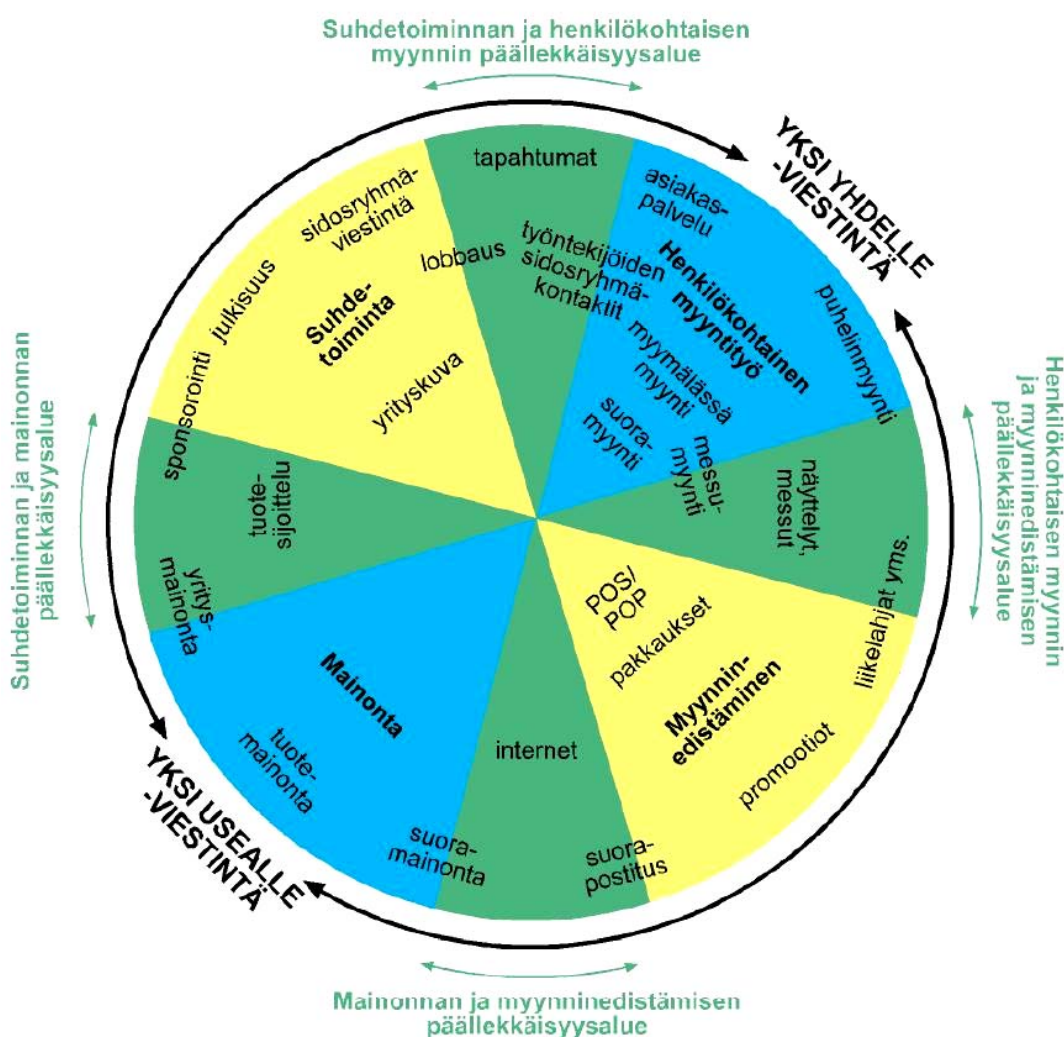 Suhdetoiminnan ja henkilökohtaisen
myynnin päällekkäisyysalue
YKSI YHDELLE
-VIESTINTÄ
tapahtumat
lobbaus
työntekijöiden
sidosryhmä-
kontaktit
asiakas-
palvelu
Henkilökohtainen
myyntityö
puhelinmyynti
myymälässä
myynti
suora-
myynti
messu-
myynti
sidosryhmä-
viestintä
julkisuus
Suhde-
toiminta
sponsorointi
yrityskuva
Suhdetoiminnan ja mainonnan
päällekkäisyysalue
tuote-
sijoittelu
yritys-
mainonta
näyttelyt,
messut
Henkilökohtaisen myynnin
ja myynninedistämisen
päällekkäisyysalue
liikelahjat yms.
POS/
POP
pakkaukset
Myynnin-
edistäminen
promootiot
Mainonta
tuote-
mainonta
suora-
mainonta
internet
suora-
postitus
YKSI USEALLE
-VIESTINTÄ
Mainonnan ja myynninedistämisen
päällekkäisyysalue